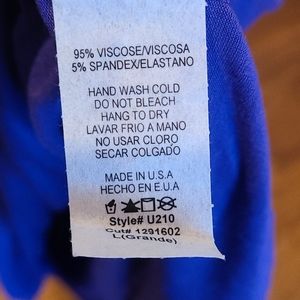 95% VISCOSE/VISCOSA
5% SPANDEX/ELASTANO
HAND WASH COLD
DO NOT BLEACH
HANG TO DRY
LAVAR FRIO A MANO
NO USAR CLORO
SECAR COLGADO
MADE IN U.S.A
HECHO EN E.U.A
Style# U210
Cut# 1291602
L(Grande)